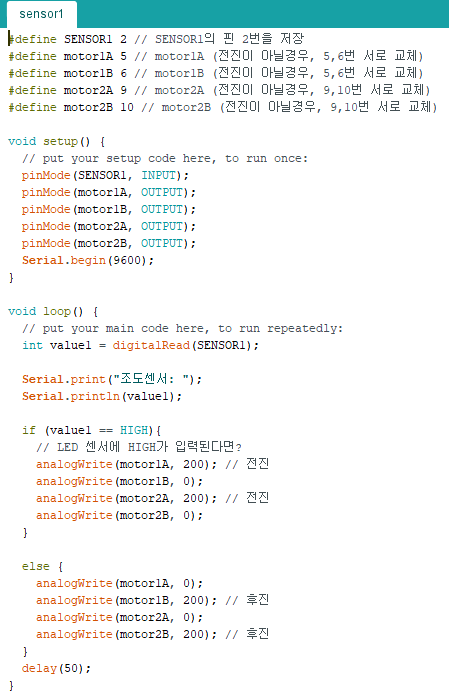 sensor1
#define SENSOR1 2 // SENSOR1의 핀 2번을 저장
#define motor1A 5 // motor1A (전진이 아닐경우, 5,6번 서로 교체)
#define motor1B 6 // motor1B (전진이 아닐경우, 5,6번 서로 교체)
#define motor2A 9 // motor2A (전진이 아닐경우, 9,10번 서로 교체)
#define motor2B 10 // motor2B (전진이 아닐경우, 9,10번 서로 교체)
void setup() {
// put your setup code here, to run once:
pinMode(SENSOR1, INPUT);
pinMode(motor1A, OUTPUT);
pinMode(motor1B, OUTPUT);
pinMode(motor2A, OUTPUT);
pinMode(motor2B, OUTPUT);
Serial.begin(9600);
}
void loop() {
// put your main code here, to run repeatedly:
int value1 = digitalRead(SENSOR1);
Serial.print("조도센서: ");
Serial.println(value1);
if (value1 == HIGH){
// LED 센서에 HIGH가 입력된다면?
analogWrite(motor1A, 200); // 전진
analogWrite(motor1B, 0);
analogWrite(motor2A, 200); // 전진
analogWrite(motor2B, 0);
}
else {
analogWrite(motor1A, 0);
analogWrite(motor1B, 200); // 후진
analogWrite(motor2A, 0);
analogWrite(motor2B, 200); // 후진
}
delay(50);
}